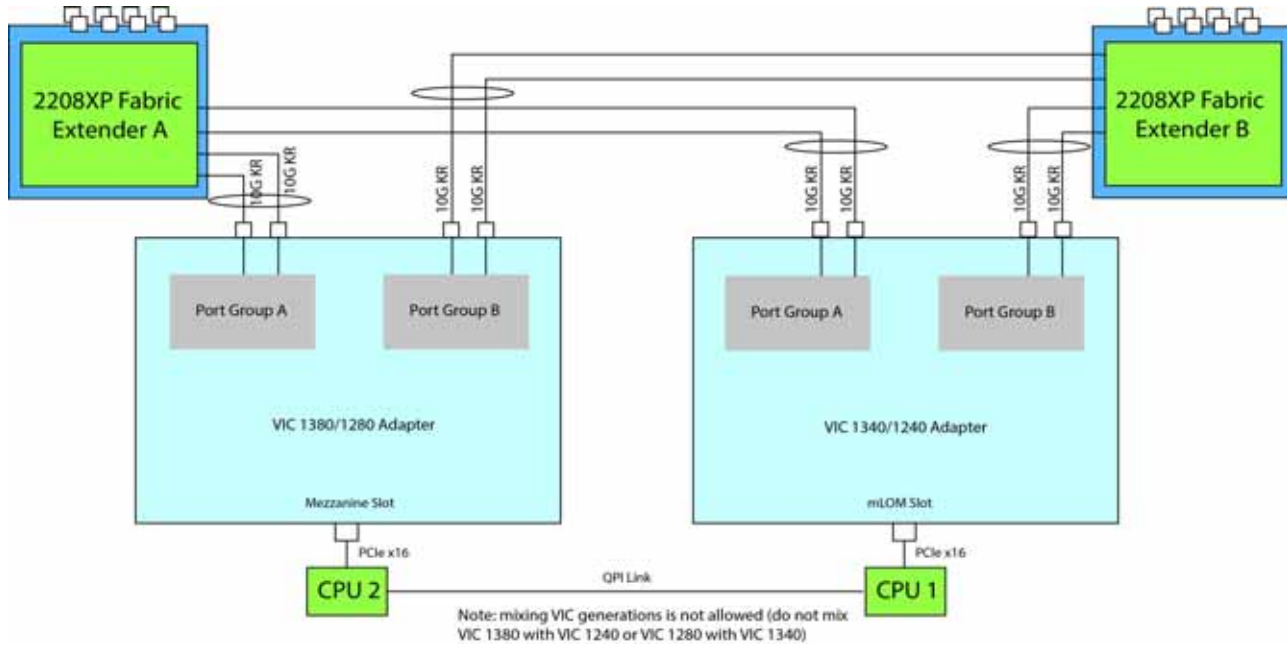 2208XP Fabric
Extender A
2208XP Fabric
Extender B
10G KR
10G KR
10G KR
10G KR
10G KR
10G KR
10G KR
10G KR
Port Group A
Port Group B
Port Group A
Port Group B
VIC 1380/1280 Adapter
VIC 1340/1240 Adapter
Mezzanine Slot
mLOM Slot
PCIe x16
PCIe x16
CPU 2
QPI Link
CPU 1
Note: mixing VIC generations is not allowed (do not mix
VIC 1380 with VIC 1240 or VIC 1280 with VIC 1340)